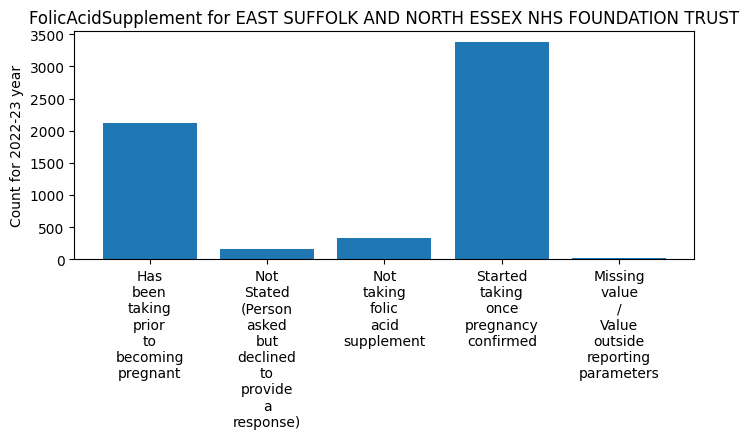 FolicAcidSupplement for EAST SUFFOLK AND NORTH ESSEX NHS FOUNDATION TRUST
Count for 2022-23 year
3500
3000
2500
2000
1500
1000
500
0
Has
been
taking
prior
to
becoming
pregnant
Not
Stated
(Person
asked
but
declined
to
provide
a
response)
Not
taking
folic
acid
supplement
Started
taking
once
pregnancy
confirmed
Missing
value
/
Value
outside
reporting
parameters